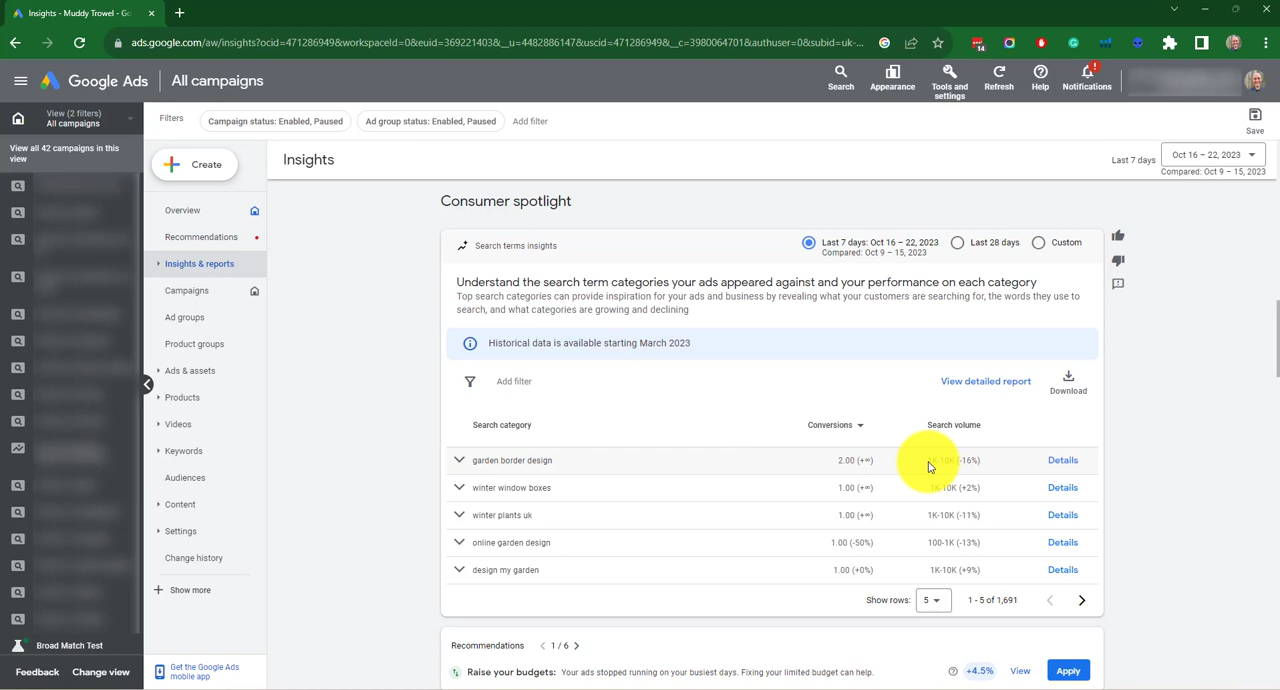 Insights - Muddy Trowel - Go
ads.google.com/aw/insights?ocid=471286949&workspaceId=0&euid=369221403&__u=4482886147&uscid=471286949&__c=3980064701&authuser=0&subid=uk-...
14
Google Ads
All campaigns
Search
Appearance
Tools and settings
Refresh
Help
Notifications
View (2 filters)
All campaigns
Filters
Campaign status: Enabled, Paused
Ad group status: Enabled, Paused
Add filter
Save
View all 42 campaigns in this
view
Create
Insights
Last 7 days
Oct 16 – 22, 2023
Compared: Oct 9 – 15, 2023
Overview
Recommendations
Insights & reports
Campaigns
Ad groups
Product groups
Ads & assets
Products
Videos
Keywords
Audiences
Content
Settings
Change history
Show more
Get the Google Ads
mobile app
Broad Match Test
Feedback
Change view
Consumer spotlight
Search terms insights
Last 7 days: Oct 16 – 22, 2023
Compared: Oct 9 – 15, 2023
Last 28 days
Custom
Understand the search term categories your ads appeared against and your performance on each category
Top search categories can provide inspiration for your ads and business by revealing what your customers are searching for, the words they use to
search, and what categories are growing and declining
Historical data is available starting March 2023
Add filter
View detailed report
Download
Search category Conversions Search volume
garden border design 2.00 (+∞) 1K-10K (-16%) Details
winter window boxes 1.00 (+∞) 1K-10K (+2%) Details
winter plants uk 1.00 (+∞) 1K-10K (-11%) Details
online garden design 1.00 (-50%) 100-1K (-13%) Details
design my garden 1.00 (+0%) 1K-10K (+9%) Details
Show rows: 5 1 - 5 of 1,691
Recommendations 1 / 6
Raise your budgets: Your ads stopped running on your busiest days. Fixing your limited budget can help. +4.5% View Apply